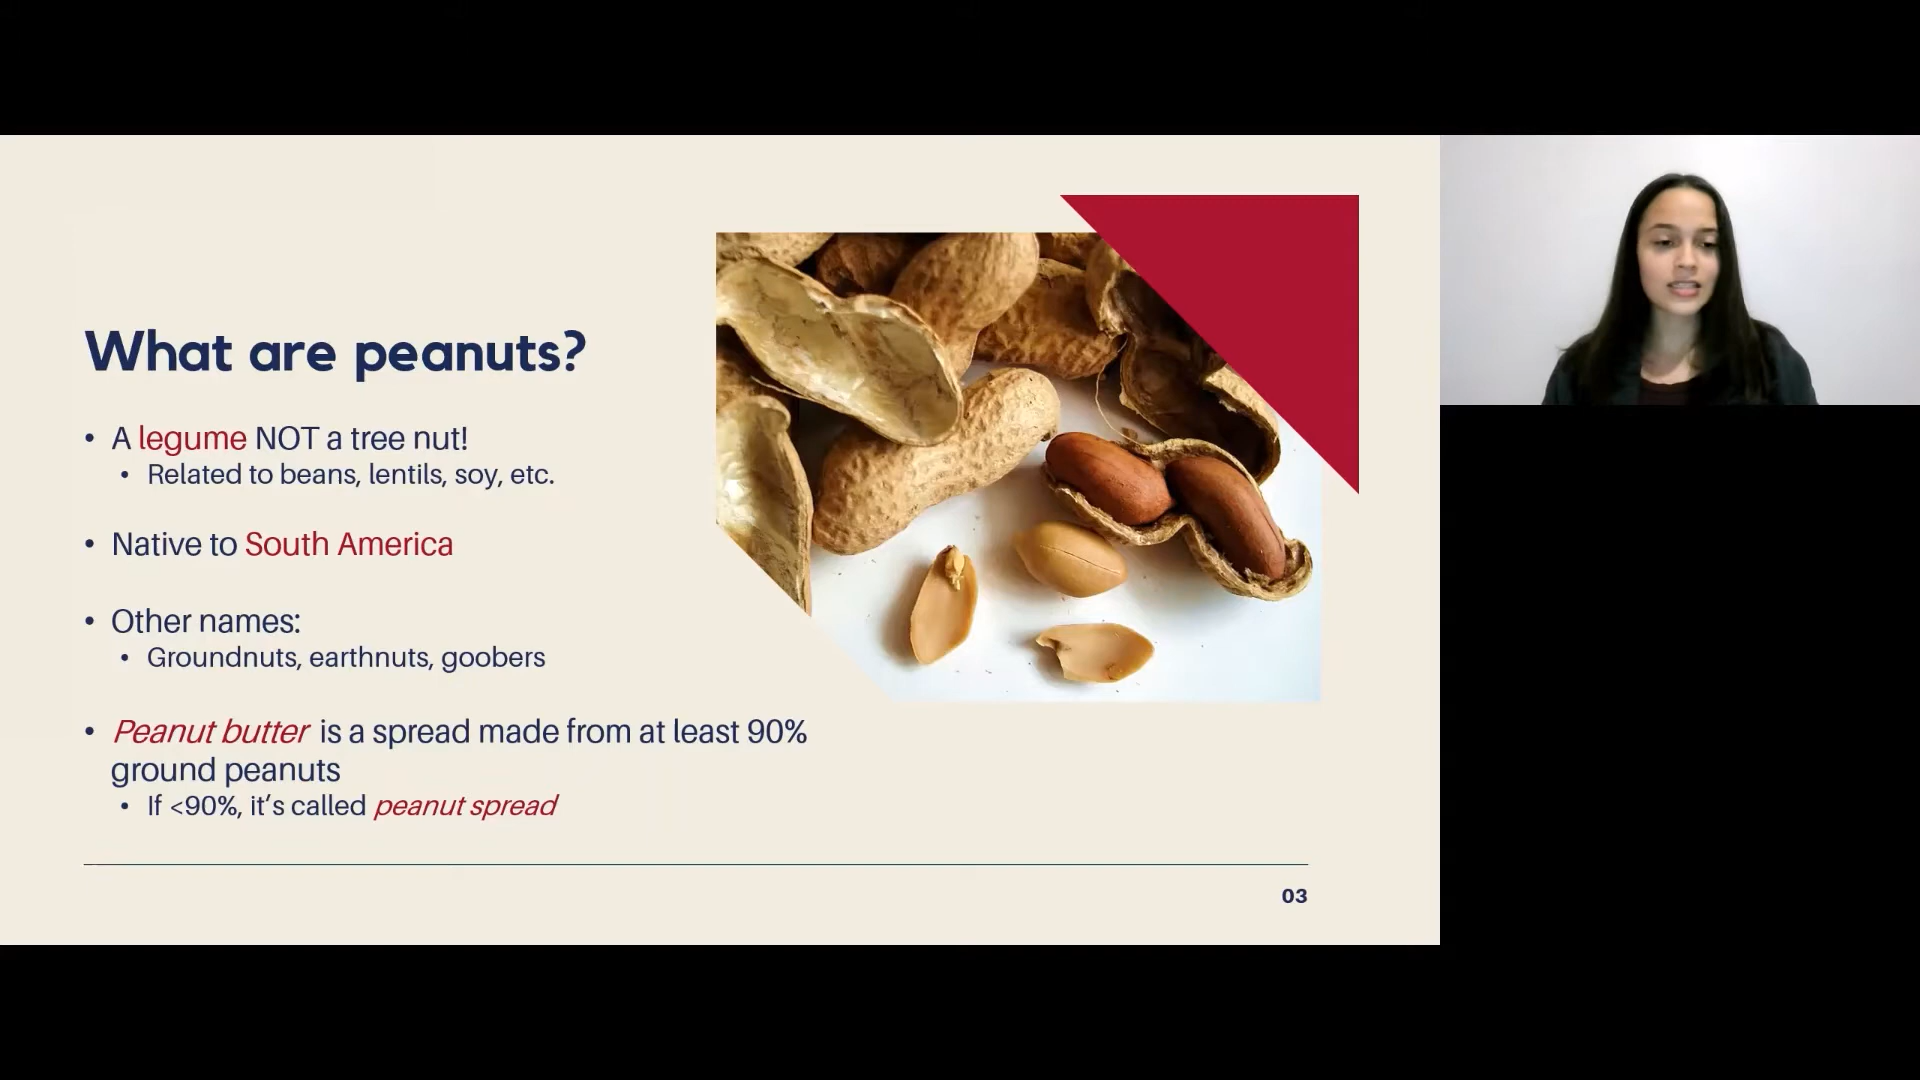 What are peanuts?
• A legume NOT a tree nut!
• Related to beans, lentils, soy, etc.
• Native to South America
• Other names:
• Groundnuts, earthnuts, goobers
• Peanut butter is a spread made from at least 90%
ground peanuts
• If <90%, it’s called peanut spread
03